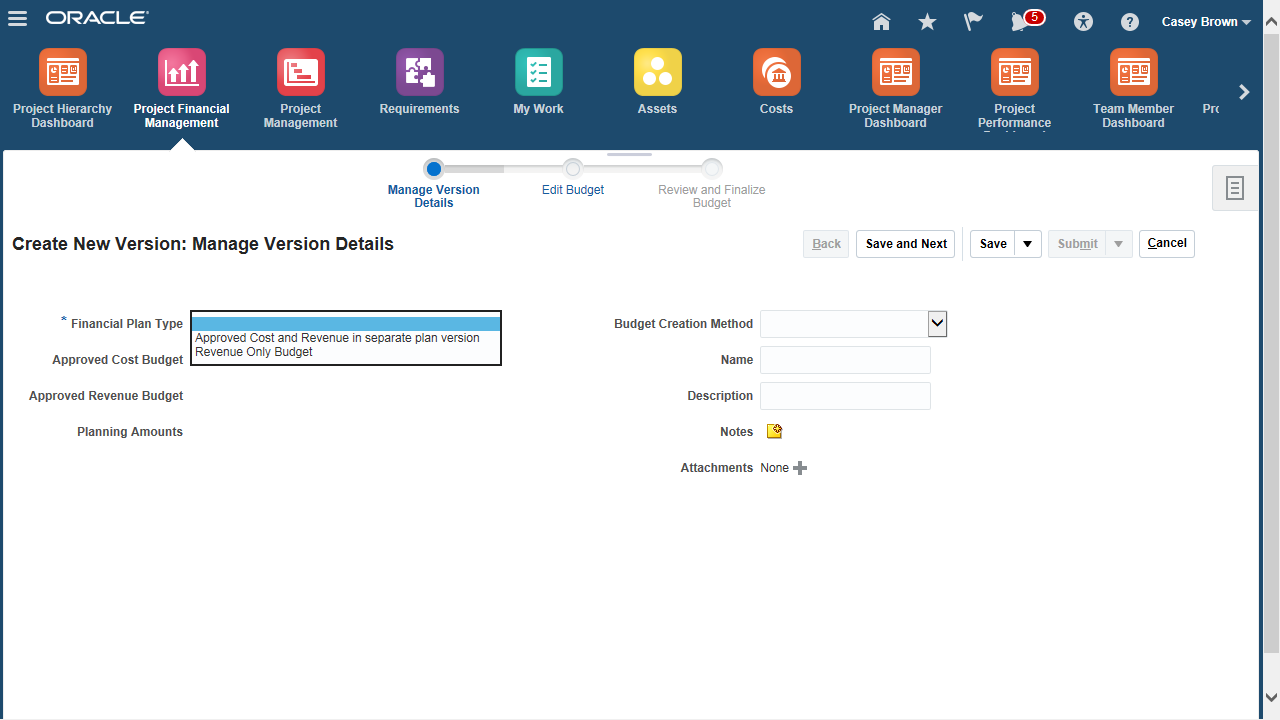 ORACLE
5
Casey Brown
Project Hierarchy
Dashboard
Project Financial
Management
Project
Management
Requirements
My Work
Assets
Costs
Project Manager
Dashboard
Project
Performance
Team Member
Dashboard
Manage Version
Details
Edit Budget
Review and Finalize
Budget
Create New Version: Manage Version Details
Back
Save and Next
Save
Submit
Cancel
* Financial Plan Type
Approved Cost and Revenue in separate plan version
Revenue Only Budget
Approved Cost Budget
Approved Revenue Budget
Planning Amounts
Budget Creation Method
Name
Description
Notes
Attachments None